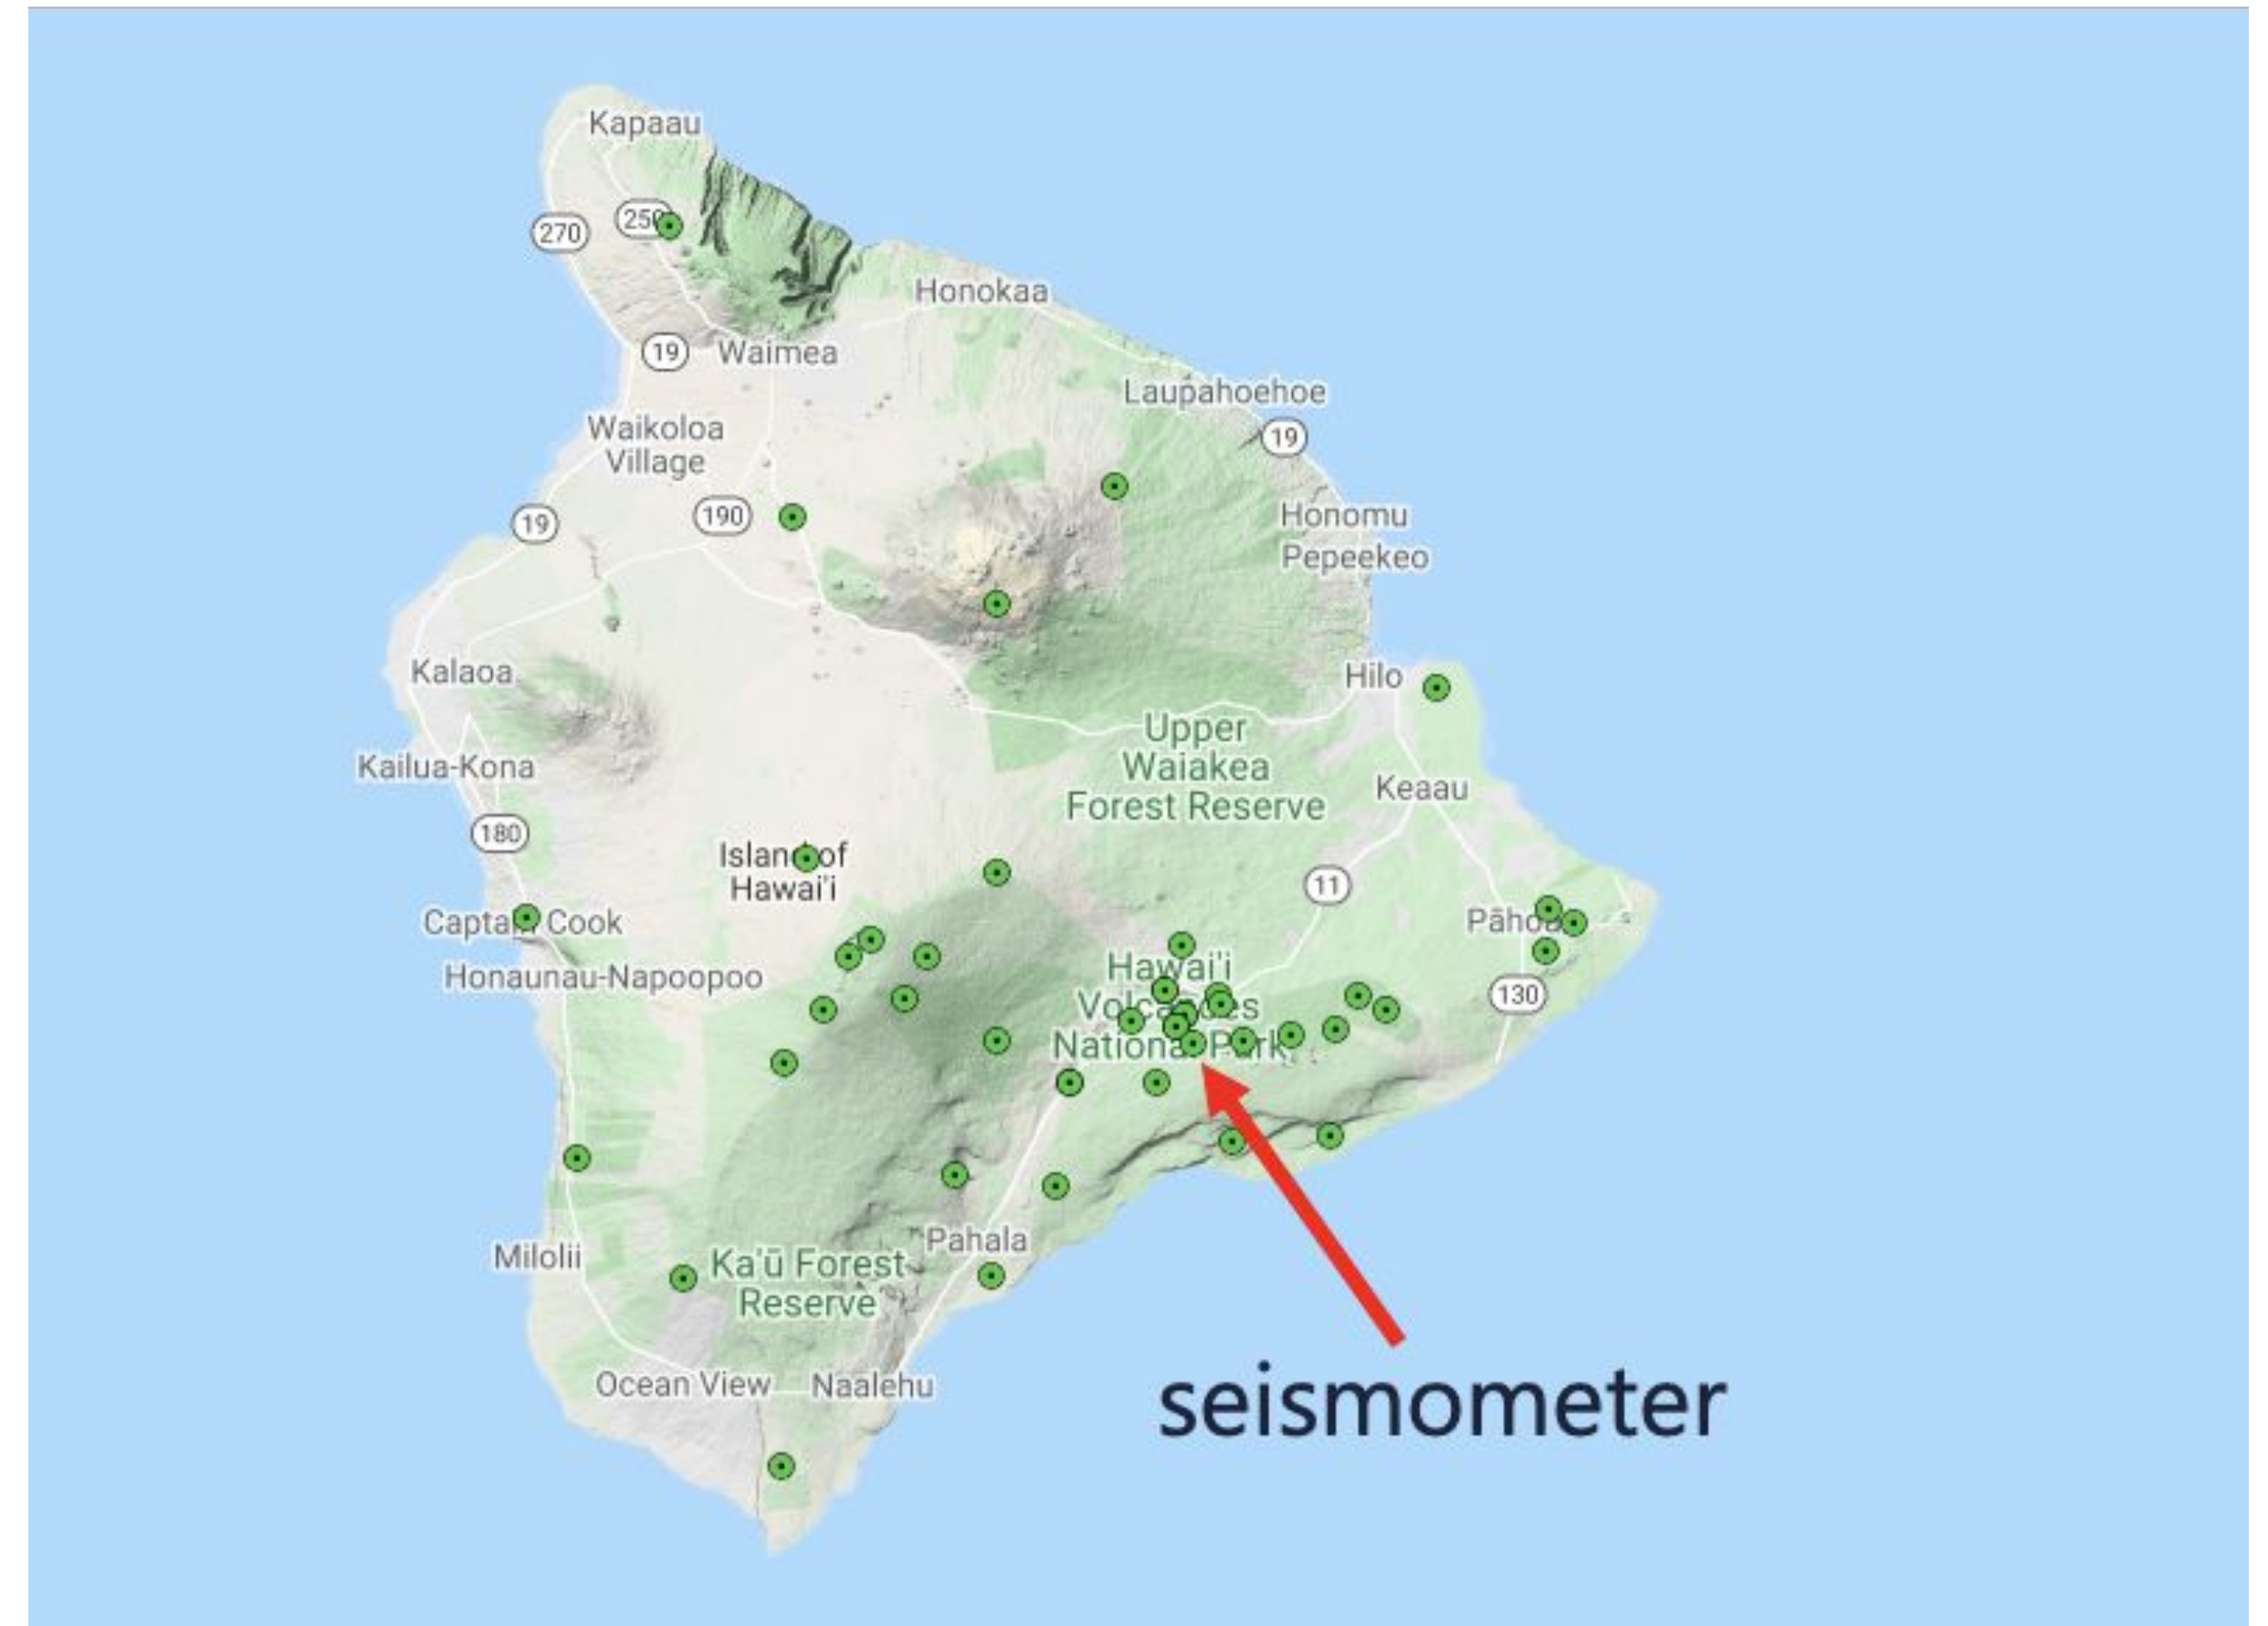 Kapaau
250
270
Honokaa
19
Waimea
Laupahoehoe
Waikoloa
Village
19
190
19
Honomu
Pepeekeo
Kalaoa
Hilo
Upper
Waiakea
Forest Reserve
Kailua-Kona
Keaau
180
Island of
Hawai'i
11
Captain Cook
Pāhoa
Hawai'i
Volcanoes
National Park
Honaunau-Napoopoo
130
Milolii
Pahala
Ka'ū Forest
Reserve
Ocean View
Naalehu
seismometer